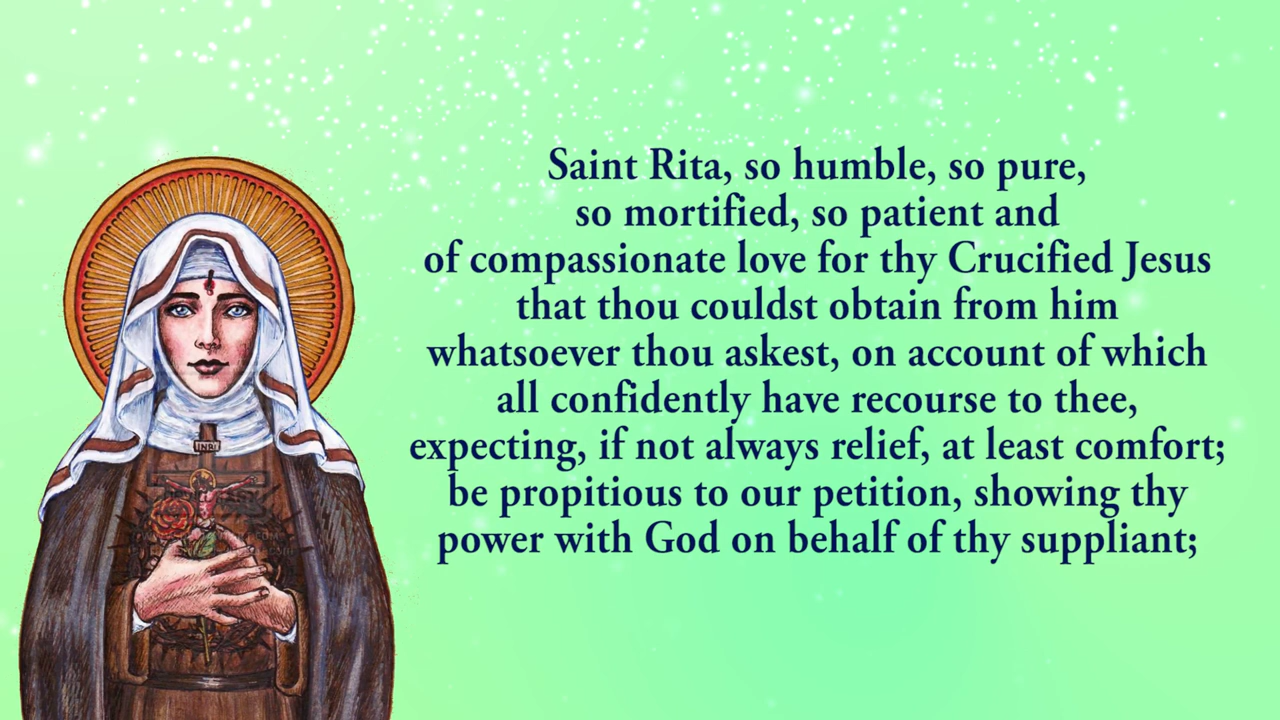 Saint Rita, so humble, so pure,
so mortified, so patient and
of compassionate love for thy Crucified Jesus
that thou couldst obtain from him
whatsoever thou askest, on account of which
all confidently have recourse to thee,
expecting, if not always relief, at least comfort;
be propitious to our petition, showing thy
power with God on behalf of thy suppliant;
INRI